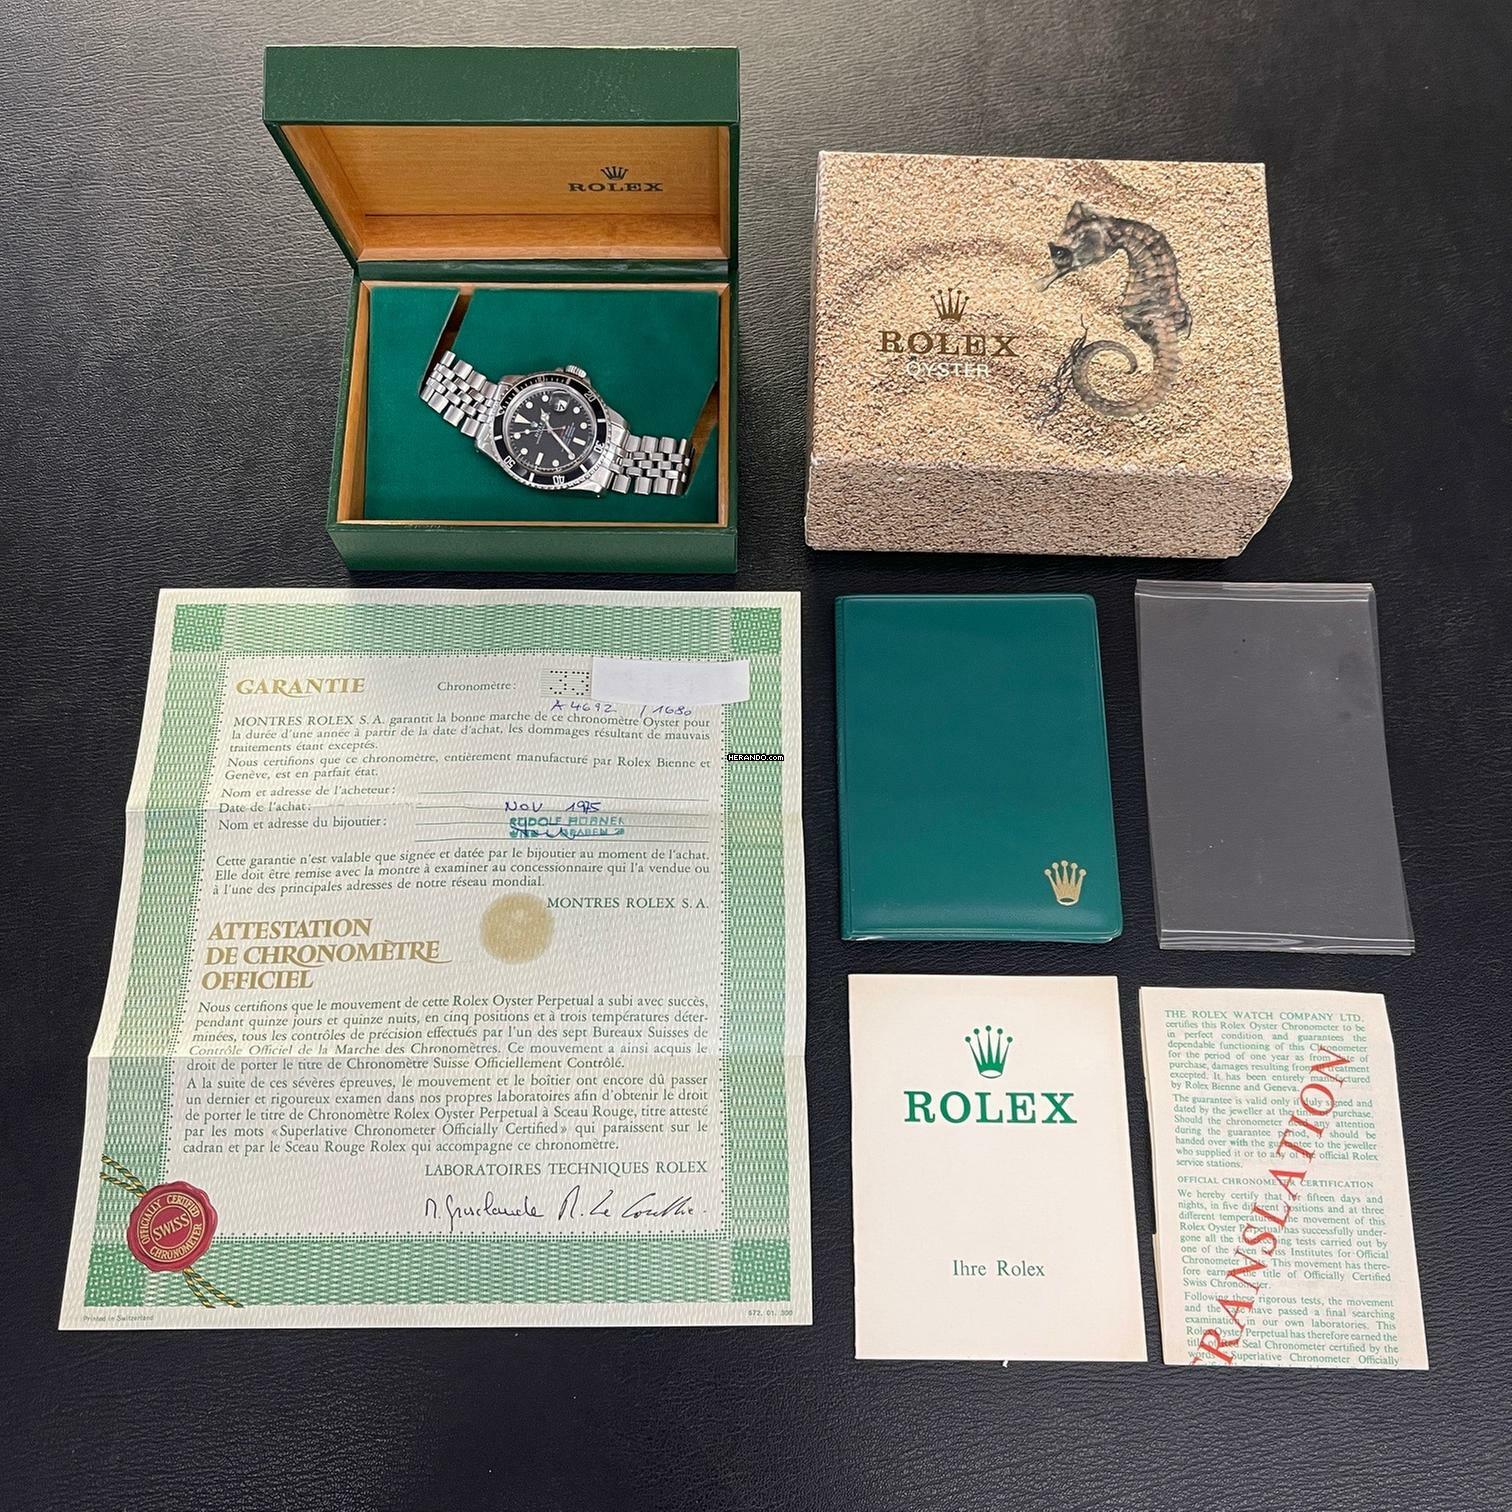 ROLEX
ROLEX
OYSTER
GARANTIE
Chronomètre: 33
A 4692 / 1680
MONTRES ROLEX S. A. garantit la bonne marche de ce chronomètre Oyster pour
la durée d'une année à partir de la date d'achat, les dommages résultant de mauvais
traitements étant exceptés.
Nous certifions que ce chronomètre, entièrement manufacturé par Rolex Bienne et
Genève, est en parfait état.
Nom et adresse de l'acheteur:
Date de l'achat: NOV 1975
Nom et adresse du bijoutier: RUDOLF HÜBNER
GRABEN
Cette garantie n'est valable que signée et datée par le bijoutier au moment de l'achat.
Elle doit être remise avec la montre à examiner au concessionnaire qui l'a vendue ou
à l'une des principales adresses de notre réseau mondial.
MONTRES ROLEX S. A.
ATTESTATION
DE CHRONOMÈTRE
OFFICIEL
Nous certifions que le mouvement de cette Rolex Oyster Perpetual a subi avec succès,
pendant quinze jours et quinze nuits, en cinq positions et à trois températures déter-
minées, tous les contrôles de précision effectués par l'un des sept Bureaux Suisses de
Contrôle Officiel de la Marche des Chronomètres. Ce mouvement a ainsi acquis le
droit de porter le titre de Chronomètre Suisse Officiellement Contrôlé.
A la suite de ces sévères épreuves, le mouvement et le boîtier ont encore dû passer
un dernier et rigoureux examen dans nos propres laboratoires afin d'obtenir le droit
de porter le titre de Chronomètre Rolex Oyster Perpetual à Sceau Rouge, titre attesté
par les mots «Superlative Chronometer Officially Certified» qui paraissent sur le
cadran et par le Sceau Rouge Rolex qui accompagne ce chronomètre.
LABORATOIRES TECHNIQUES ROLEX
OFFICIALLY CERTIFIED
SWISS
CHRONOMETER
Printed in Switzerland
572. 01. 300
HERANDO.com
ROLEX
Ihre Rolex
THE ROLEX WATCH COMPANY LTD.
certifies this Rolex Oyster Chronometer to be
in perfect condition and guarantees the
dependable functioning of this Chronometer
for the period of one year as from date of
purchase, damages resulting from treatment
excepted. It has been entirely manufactured
by Rolex Bienne and Geneva.
The guarantee is valid only if duly signed and
dated by the jeweller at the time purchase.
Should the chronometer need any attention
during the guarantee period, it should be
handed over with the guarantee to the jeweller
who supplied it or to any of the official Rolex
service stations.
OFFICIAL CHRONOMETER CERTIFICATION
We hereby certify that for fifteen days and
nights, in five different positions and at three
different temperatures the movement of this
Rolex Oyster Perpetual has successfully under-
gone all the testing tests carried out by
one of the seven Swiss Institutes for Official
Chronometer This movement has there-
fore earned the title of Officially Certified
Swiss Chronometer.
Following these rigorous tests, the movement
and the case have passed a final searching
examination in our own laboratories. This
Rolex Oyster Perpetual has therefore earned the
title of Red Seal Chronometer certified by the
words Superlative Chronometer Officially
TRANSLATION